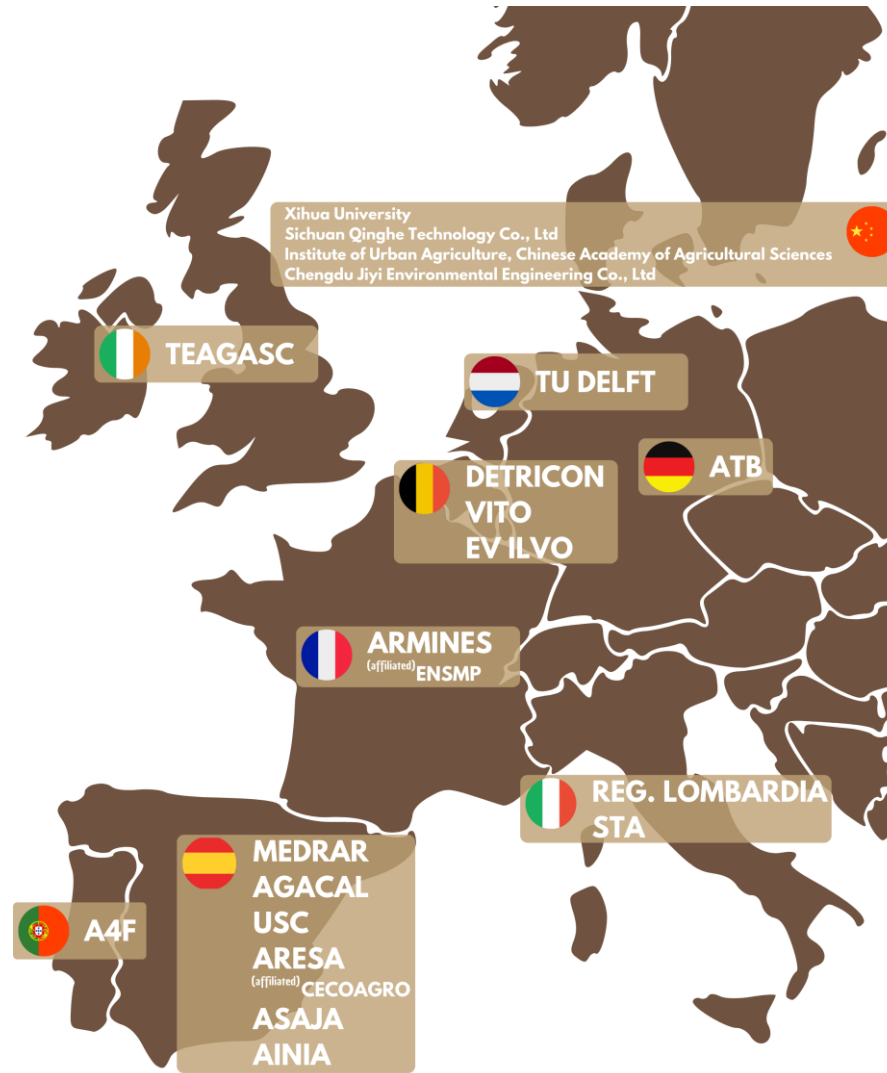 Xihua University
Sichuan Qinghe Technology Co., Ltd
Institute of Urban Agriculture, Chinese Academy of Agricultural Sciences
Chengdu Jiyi Environmental Engineering Co., Ltd
TEAGASC
TU DELFT
ATB
DETRICON
VITO
EV ILVO
ARMINES
(affiliated) ENSMP
REG. LOMBARDIA
STA
MEDRAR
AGACAL
USC
ARESA
(affiliated) CECOAGRO
ASAJA
AINIA
A4F